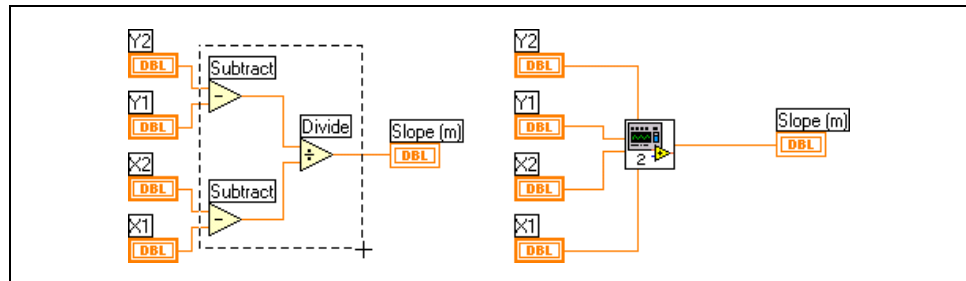 Y2
DBL
Subtract
Y1
DBL
Divide
Slope (m)
DBL
X2
DBL
Subtract
X1
DBL
Y2
DBL
Y1
DBL
Slope (m)
DBL
X2
DBL
2
X1
DBL